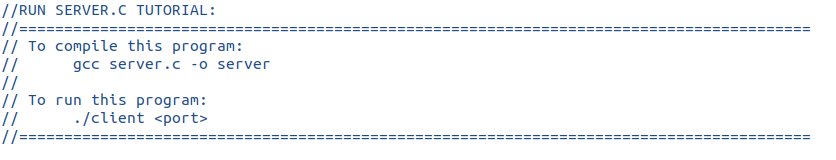 //RUN SERVER.C TUTORIAL:
//========================================================================================
// To compile this program:
//      gcc server.c -o server
//
// To run this program:
//      ./client <port>
//========================================================================================